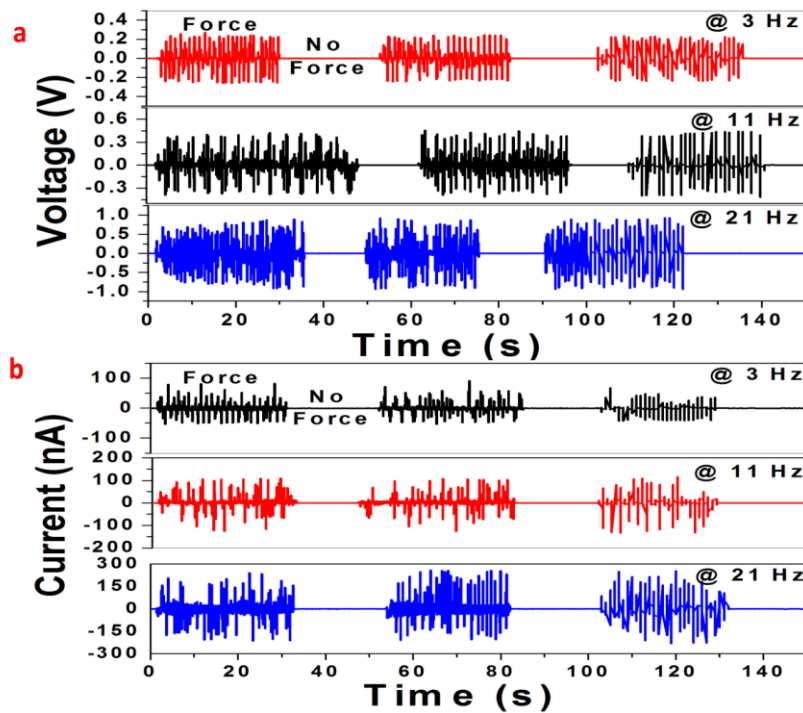 a
Voltage (V)
0.4
0.2
0.0
-0.2
-0.4
Force
No
Force
@ 3 Hz
0.6
0.3
0.0
-0.3
@ 11 Hz
1.0
0.5
0.0
-0.5
-1.0
@ 21 Hz
0 20 40 60 80 100 120 140
Time (s)
b
Current (nA)
100
0
-100
Force
No
Force
@ 3 Hz
200
100
0
-100
200
@ 11 Hz
300
150
0
-150
-300
@ 21 Hz
0 20 40 60 80 100 120 140
Time (s)